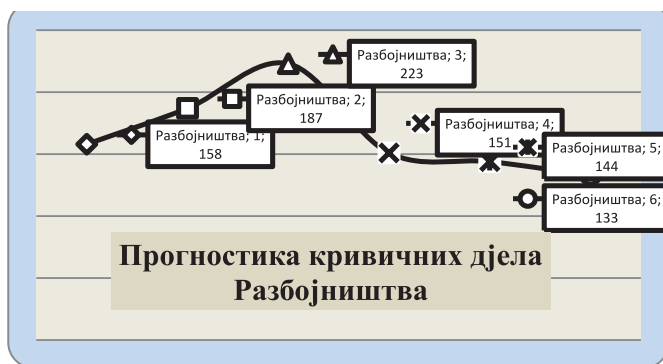 Разбојништва; 3;
223
Разбојништва; 2;
187
Разбојништва; 1;
158
Разбојништва; 4;
151
Разбојништва; 5;
144
Разбојништва; 6;
133
Прогностика кривичних дјела
Разбојништва